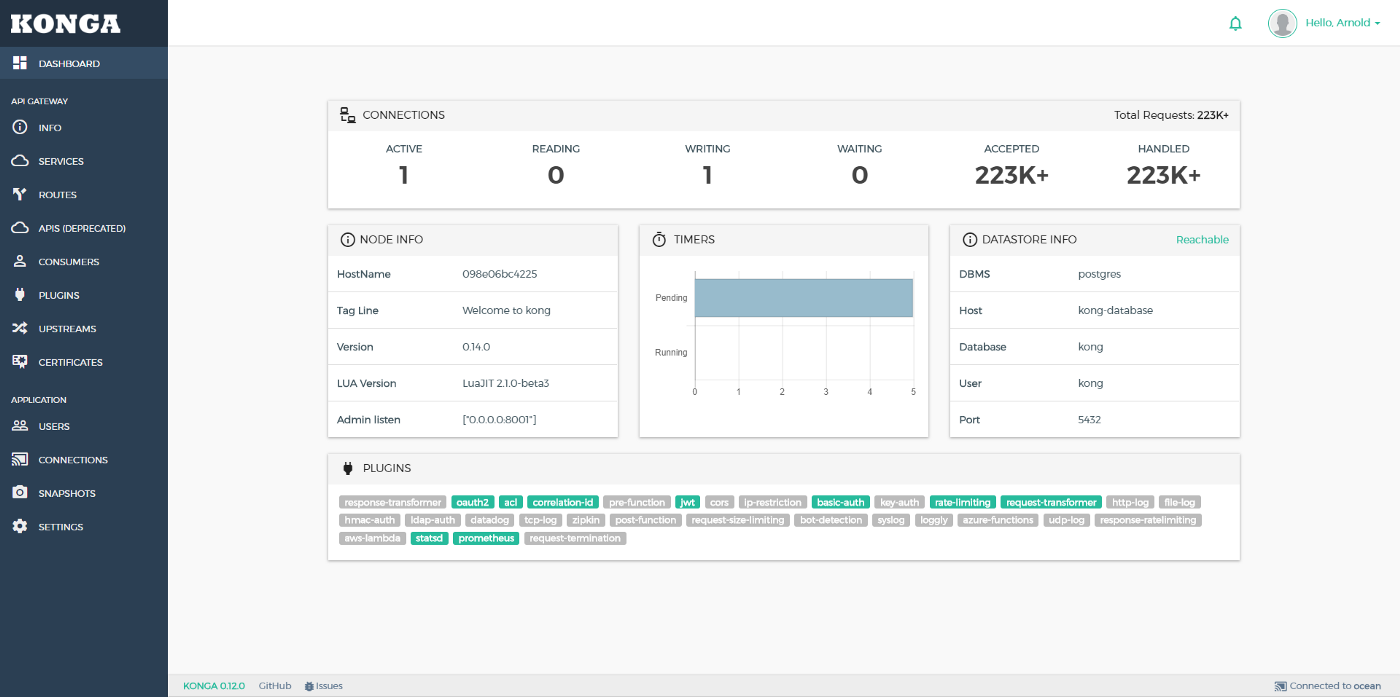 KONGA
Hello, Arnold
DASHBOARD
API GATEWAY
INFO
SERVICES
ROUTES
APIS (DEPRECATED)
CONSUMERS
PLUGINS
UPSTREAMS
CERTIFICATES
APPLICATION
USERS
CONNECTIONS
SNAPSHOTS
SETTINGS
CONNECTIONS Total Requests: 223K+
ACTIVE READING WRITING WAITING ACCEPTED HANDLED
1 0 1 0 223K+ 223K+
NODE INFO
HostName 098e06bc4225
Tag Line Welcome to kong
Version 0.14.0
LUA Version LuaJIT 2.1.0-beta3
Admin listen ["0.0.0.0:8001"]
TIMERS
Pending
Running
0 1 2 3 4 5
DATASTORE INFO Reachable
DBMS postgres
Host kong-database
Database kong
User kong
Port 5432
PLUGINS
response-transformer oauth2 acl correlation-id pre-function jwt cors ip-restriction basic-auth key-auth rate-limiting request-transformer http-log file-log
hmac-auth ldap-auth datadog tcp-log zipkin post-function request-size-limiting bot-detection syslog loggly azure-functions udp-log response-ratelimiting
aws-lambda statsd prometheus request-termination
KONGA 0.12.0 GitHub Issues Connected to ocean